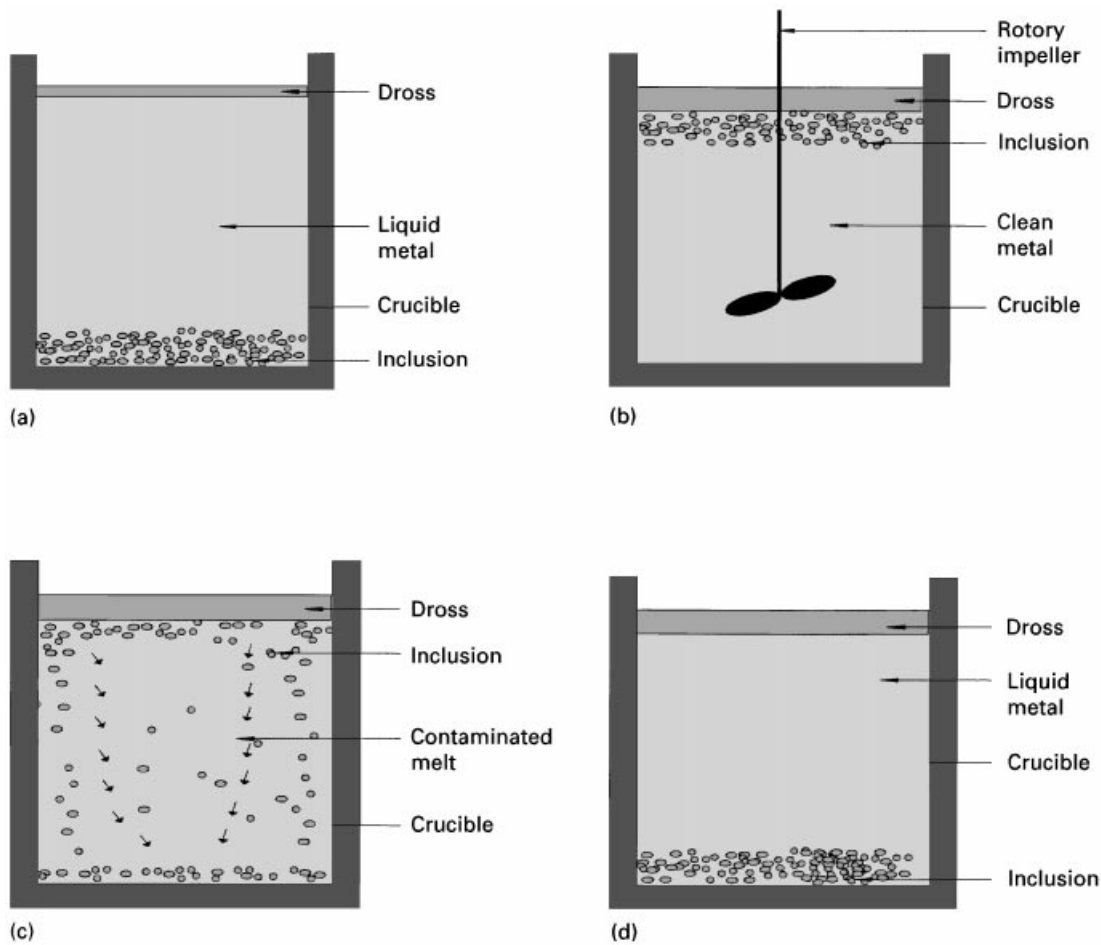 Dross
Liquid
metal
Crucible
Inclusion
(a)
Rotory
impeller
Dross
Inclusion
Clean
metal
Crucible
(b)
Dross
Inclusion
Contaminated
melt
Crucible
(c)
Dross
Liquid
metal
Crucible
Inclusion
(d)